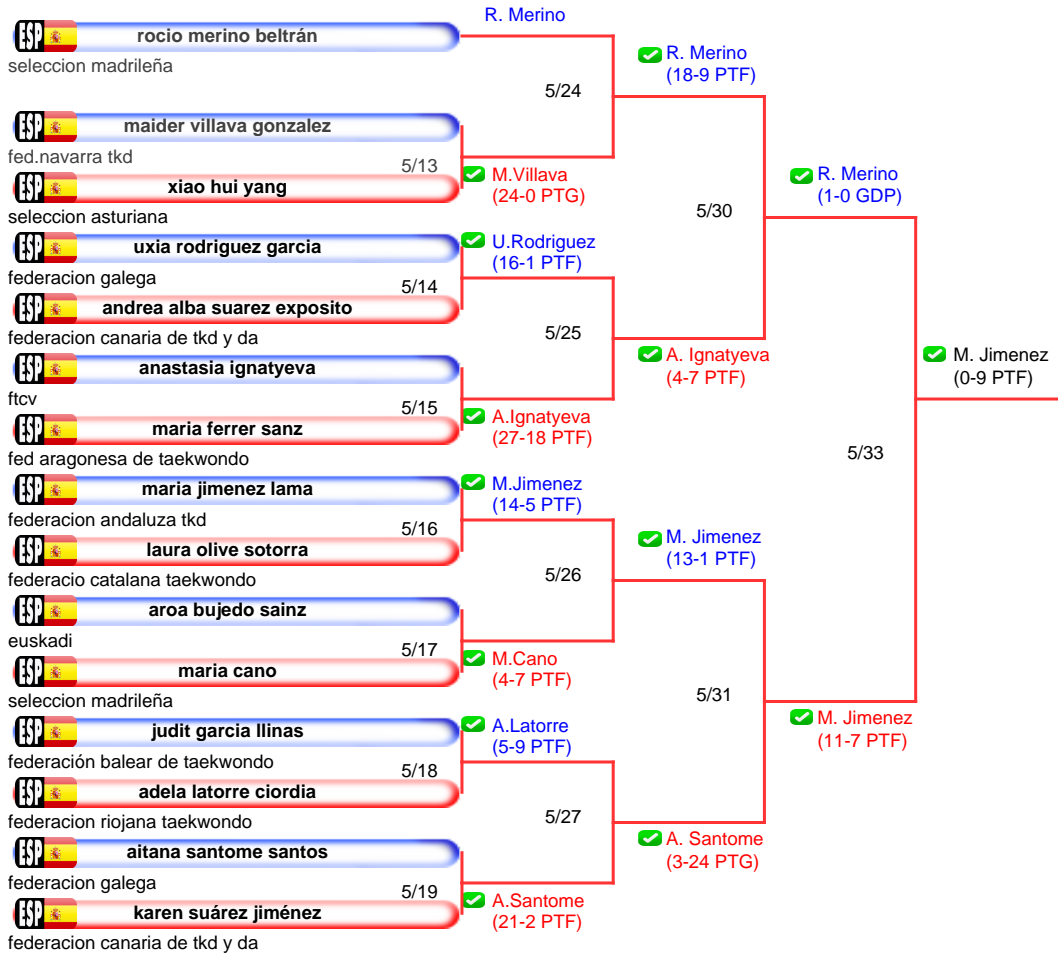 R. Merino
ESP rocio merino beltrán
seleccion madrileña
R. Merino
(18-9 PTF)
5/24
ESP maider villava gonzalez
fed.navarra tkd
5/13
M.Villava
(24-0 PTG)
ESP xiao hui yang
seleccion asturiana
R. Merino
(1-0 GDP)
5/30
ESP uxia rodriguez garcia
federacion galega
U.Rodriguez
(16-1 PTF)
5/14
ESP andrea alba suarez exposito
federacion canaria de tkd y da
5/25
A. Ignatyeva
(4-7 PTF)
ESP anastasia ignatyeva
ftcv
5/15
A.Ignatyeva
(27-18 PTF)
ESP maria ferrer sanz
fed aragonesa de taekwondo
M. Jimenez
(0-9 PTF)
5/33
ESP maria jimenez lama
federacion andaluza tkd
M.Jimenez
(14-5 PTF)
5/16
ESP laura olive sotorra
federacio catalana taekwondo
M. Jimenez
(13-1 PTF)
5/26
ESP aroa bujedo sainz
euskadi
5/17
M.Cano
(4-7 PTF)
ESP maria cano
seleccion madrileña
5/31
M. Jimenez
(11-7 PTF)
ESP judit garcia llinas
federación balear de taekwondo
A.Latorre
(5-9 PTF)
5/18
ESP adela latorre ciordia
federacion riojana taekwondo
5/27
A. Santome
(3-24 PTG)
ESP aitana santome santos
federacion galega
5/19
A.Santome
(21-2 PTF)
ESP karen suárez jiménez
federacion canaria de tkd y da